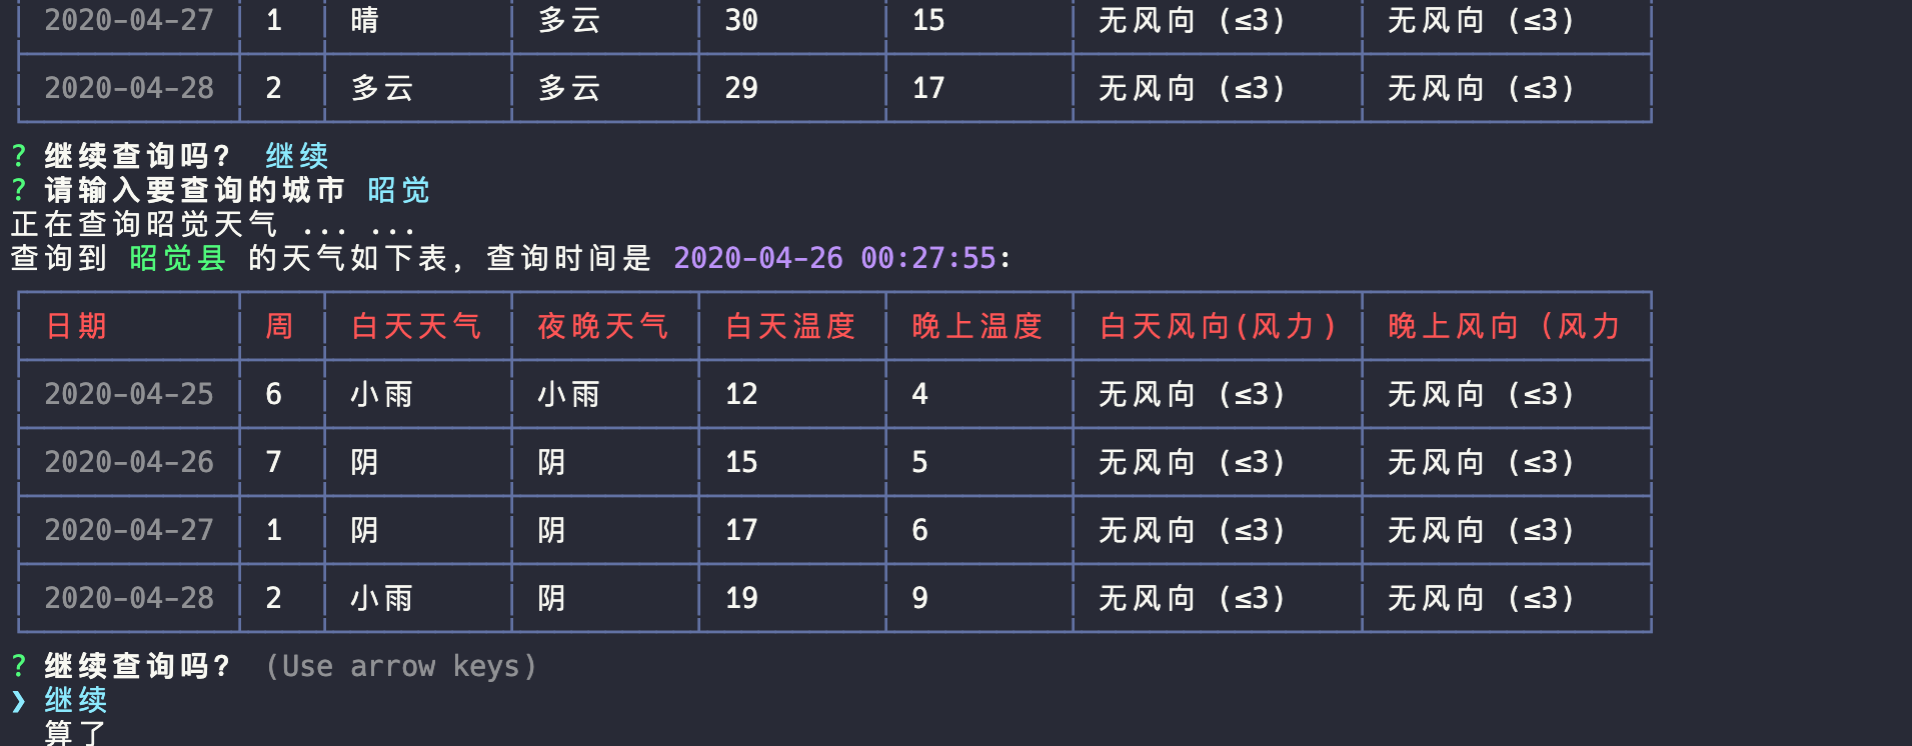 2020-04-27 1 晴 多云 30 15 无风向 (≤3) 无风向 (≤3)
2020-04-28 2 多云 多云 29 17 无风向 (≤3) 无风向 (≤3)
? 继续查询吗? 继续
? 请输入要查询的城市 昭觉
正在查询昭觉天气 ... ...
查询到 昭觉县 的天气如下表, 查询时间是 2020-04-26 00:27:55:
日期 周 白天天气 夜晚天气 白天温度 晚上温度 白天风向(风力) 晚上风向 (风力
2020-04-25 6 小雨 小雨 12 4 无风向 (≤3) 无风向 (≤3)
2020-04-26 7 阴 阴 15 5 无风向 (≤3) 无风向 (≤3)
2020-04-27 1 阴 阴 17 6 无风向 (≤3) 无风向 (≤3)
2020-04-28 2 小雨 阴 19 9 无风向 (≤3) 无风向 (≤3)
? 继续查询吗? (Use arrow keys)
❯ 继续
算了